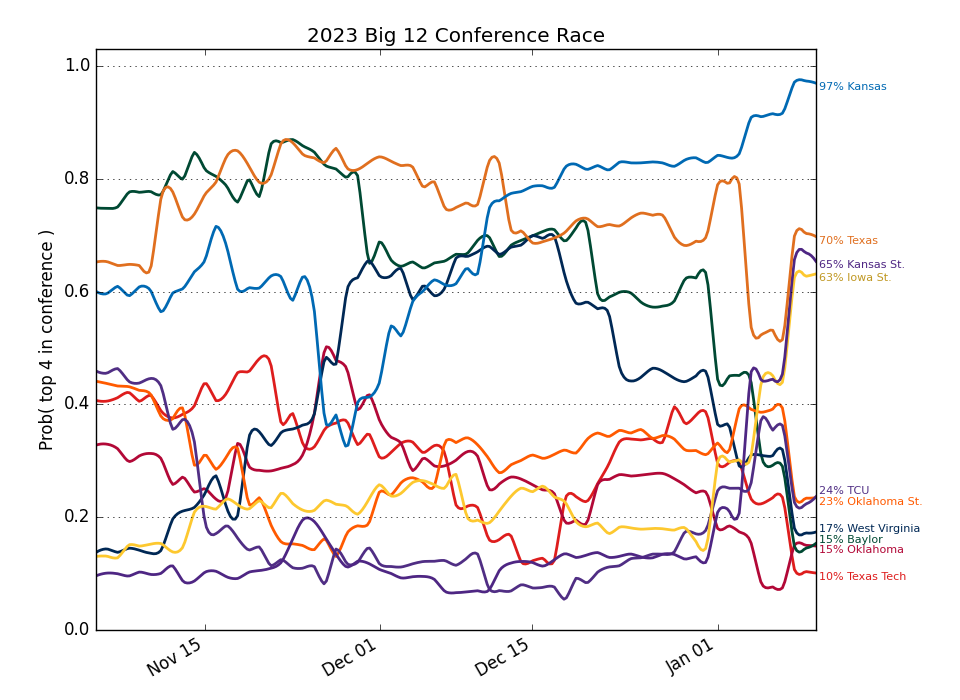 2023 Big 12 Conference Race
Prob( top 4 in conference )
1.0
0.8
0.6
0.4
0.2
0.0
Nov 15
Dec 01
Dec 15
Jan 01
97% Kansas
70% Texas
65% Kansas St.
63% Iowa St.
24% TCU
23% Oklahoma St.
17% West Virginia
15% Baylor
15% Oklahoma
10% Texas Tech